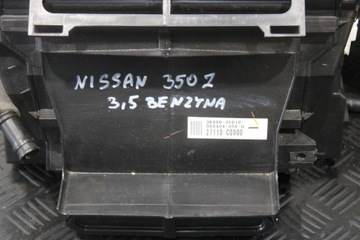 NISSAN 350Z
3,5 BENZYNA
27110 CD000